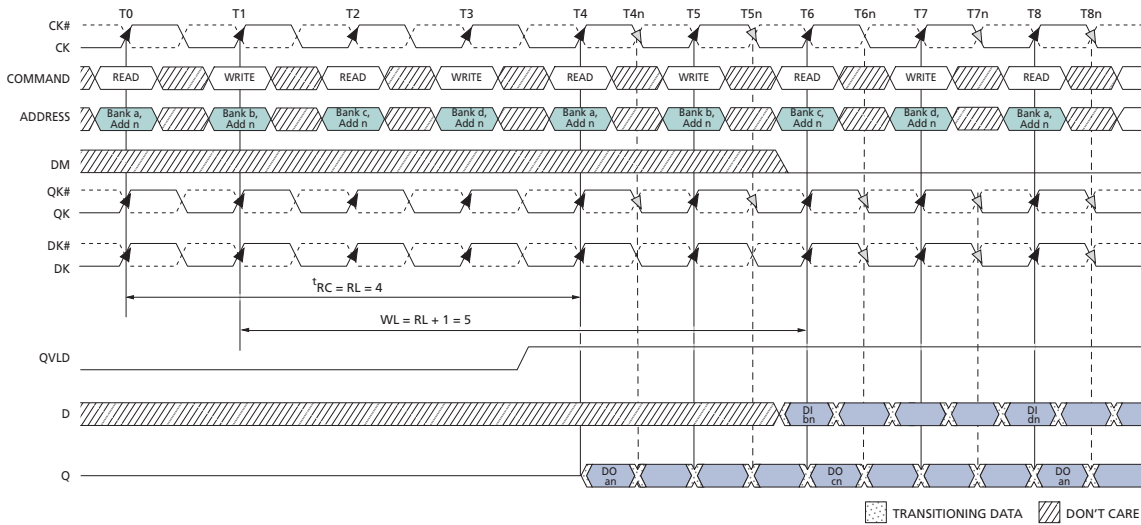 T0 T1 T2 T3 T4 T4n T5 T5n T6 T6n T7 T7n T8 T8n
CK#
CK
COMMAND READ WRITE READ WRITE READ WRITE READ WRITE READ
ADDRESS Bank a, Bank b, Bank c, Bank d, Bank a, Bank b, Bank c, Bank d, Bank a,
Add n Add n Add n Add n Add n Add n Add n Add n Add n
DM
QK#
QK
DK#
DK
tRC = RL = 4
WL = RL + 1 = 5
QVLD
D DI DI
bn dn
Q DO DO DO
an cn an
TRANSITIONING DATA DON'T CARE